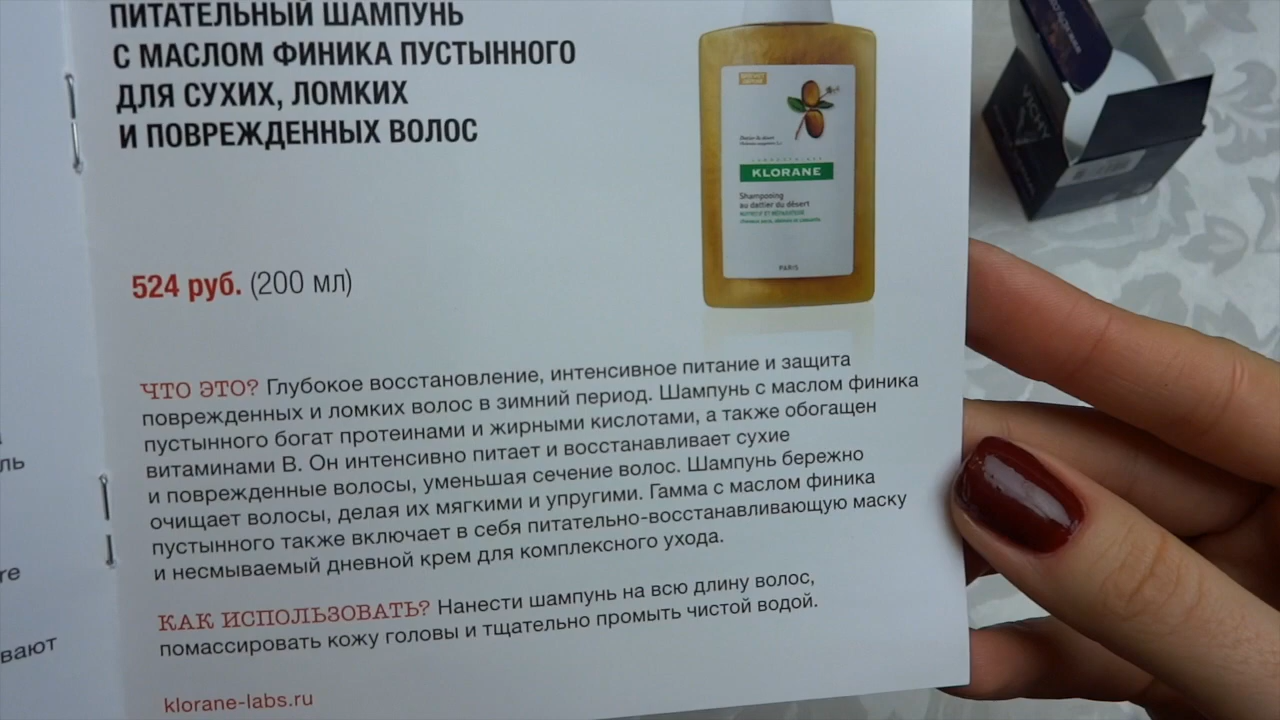 ПИТАТЕЛЬНЫЙ ШАМПУНЬ
С МАСЛОМ ФИНИКА ПУСТЫННОГО
ДЛЯ СУХИХ, ЛОМКИХ
И ПОВРЕЖДЕННЫХ ВОЛОС
KLORANE
Shampooing
au dattier du désert
NUTRITIF ET RÉPARATEUR
PARIS
VICHY
524 руб. (200 мл)
ЧТО ЭТО? Глубокое восстановление, интенсивное питание и защита
поврежденных и ломких волос в зимний период. Шампунь с маслом финика
пустынного богат протеинами и жирными кислотами, а также обогащен
витаминами В. Он интенсивно питает и восстанавливает сухие
и поврежденные волосы, уменьшая сечение волос. Шампунь бережно
очищает волосы, делая их мягкими и упругими. Гамма с маслом финика
пустынного также включает в себя питательно-восстанавливающую маску
и несмываемый дневной крем для комплексного ухода.
КАК ИСПОЛЬЗОВАТЬ? Нанести шампунь на всю длину волос,
помассировать кожу головы и тщательно промыть чистой водой.
klorane-labs.ru
ль
re
вают